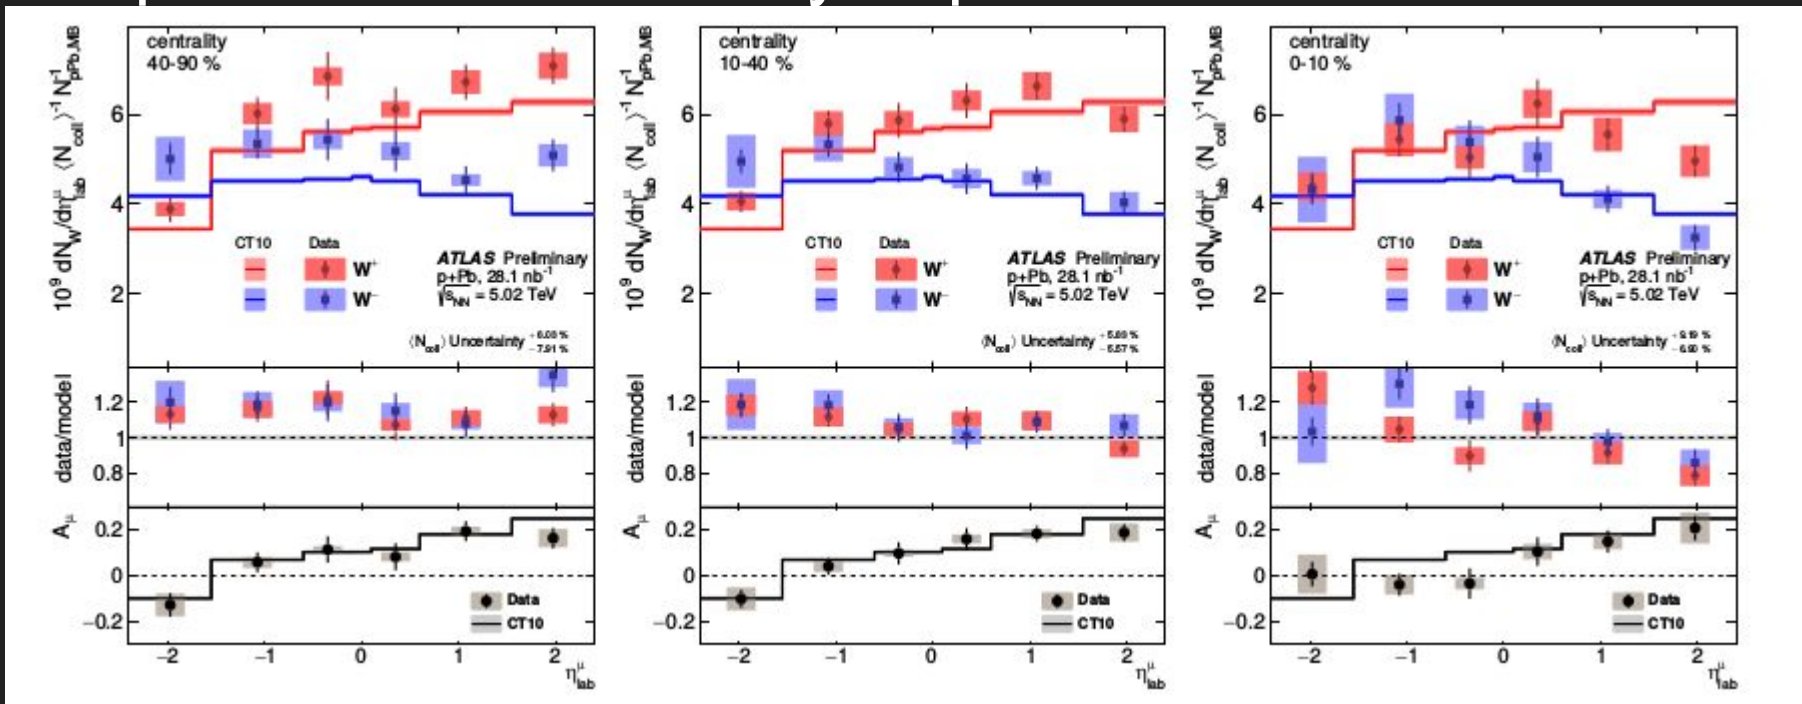 centrality
40-90 %
10⁹ dN_W/dη^μ_lab ⟨N_coll⟩⁻¹ N⁻¹_pPb,MB
6
4
2
CT10 Data
W⁺
W⁻
ATLAS Preliminary
p+Pb, 28.1 nb⁻¹
√s_NN = 5.02 TeV
⟨N_coll⟩ Uncertainty
data/model
1.2
1
0.8
A_μ
0.2
0
−0.2
Data
CT10
−2 −1 0 1 2
η^μ_lab
centrality
10-40 %
10⁹ dN_W/dη^μ_lab ⟨N_coll⟩⁻¹ N⁻¹_pPb,MB
6
4
2
CT10 Data
W⁺
W⁻
ATLAS Preliminary
p+Pb, 28.1 nb⁻¹
√s_NN = 5.02 TeV
⟨N_coll⟩ Uncertainty
data/model
1.2
1
0.8
A_μ
0.2
0
−0.2
Data
CT10
−2 −1 0 1 2
η^μ_lab
centrality
0-10 %
10⁹ dN_W/dη^μ_lab ⟨N_coll⟩⁻¹ N⁻¹_pPb,MB
6
4
2
CT10 Data
W⁺
W⁻
ATLAS Preliminary
p+Pb, 28.1 nb⁻¹
√s_NN = 5.02 TeV
⟨N_coll⟩ Uncertainty
data/model
1.2
1
0.8
A_μ
0.2
0
−0.2
Data
CT10
−2 −1 0 1 2
η^μ_lab